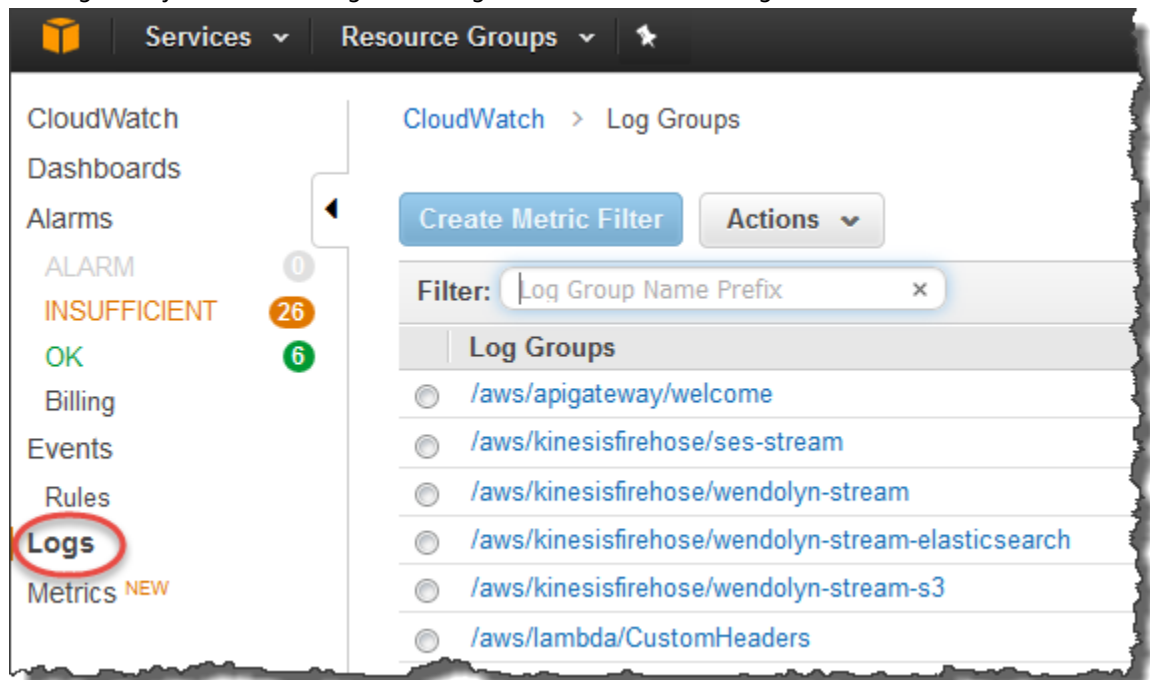 Services
Resource Groups
CloudWatch
Dashboards
Alarms
ALARM 0
INSUFFICIENT 26
OK 6
Billing
Events
Rules
Logs
Metrics NEW
CloudWatch > Log Groups
Create Metric Filter
Actions
Filter: Log Group Name Prefix ×
Log Groups
/aws/apigateway/welcome
/aws/kinesisfirehose/ses-stream
/aws/kinesisfirehose/wendolyn-stream
/aws/kinesisfirehose/wendolyn-stream-elasticsearch
/aws/kinesisfirehose/wendolyn-stream-s3
/aws/lambda/CustomHeaders